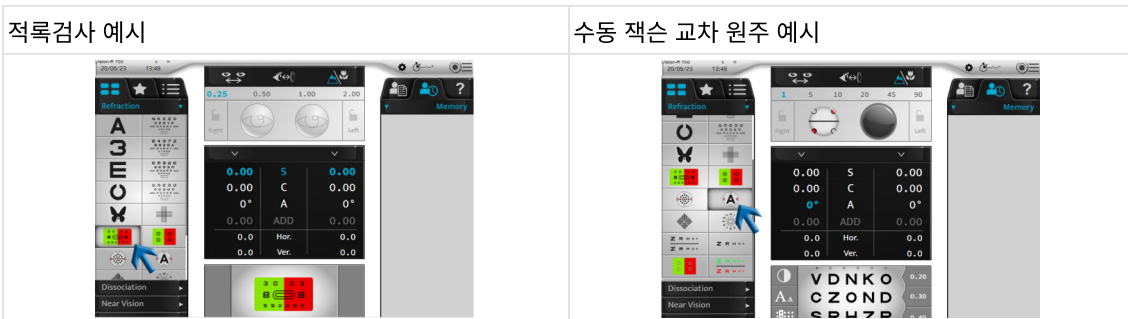 적록검사 예시
수동 잭슨 교차 원주 예시
20/06/23 13:48
Refraction
A
3
E
Dissociation
Near Vision
0.25 0.50 1.00 2.00
Right Left
0.00 S 0.00
0.00 C 0.00
0° A 0°
0.00 ADD 0.00
0.0 Hor. 0.0
0.0 Ver. 0.0
?
Memory
20/06/23 13:48
Refraction
A
Z R H
Dissociation
Near Vision
1 5 10 20 45 90
Right Left
0.00 S 0.00
0.00 C 0.00
0° A 0°
0.00 ADD 0.00
0.0 Hor. 0.0
0.0 Ver. 0.0
V D N K O 0.20
C Z O N D 0.30
S R H Z R 0.40
?
Memory